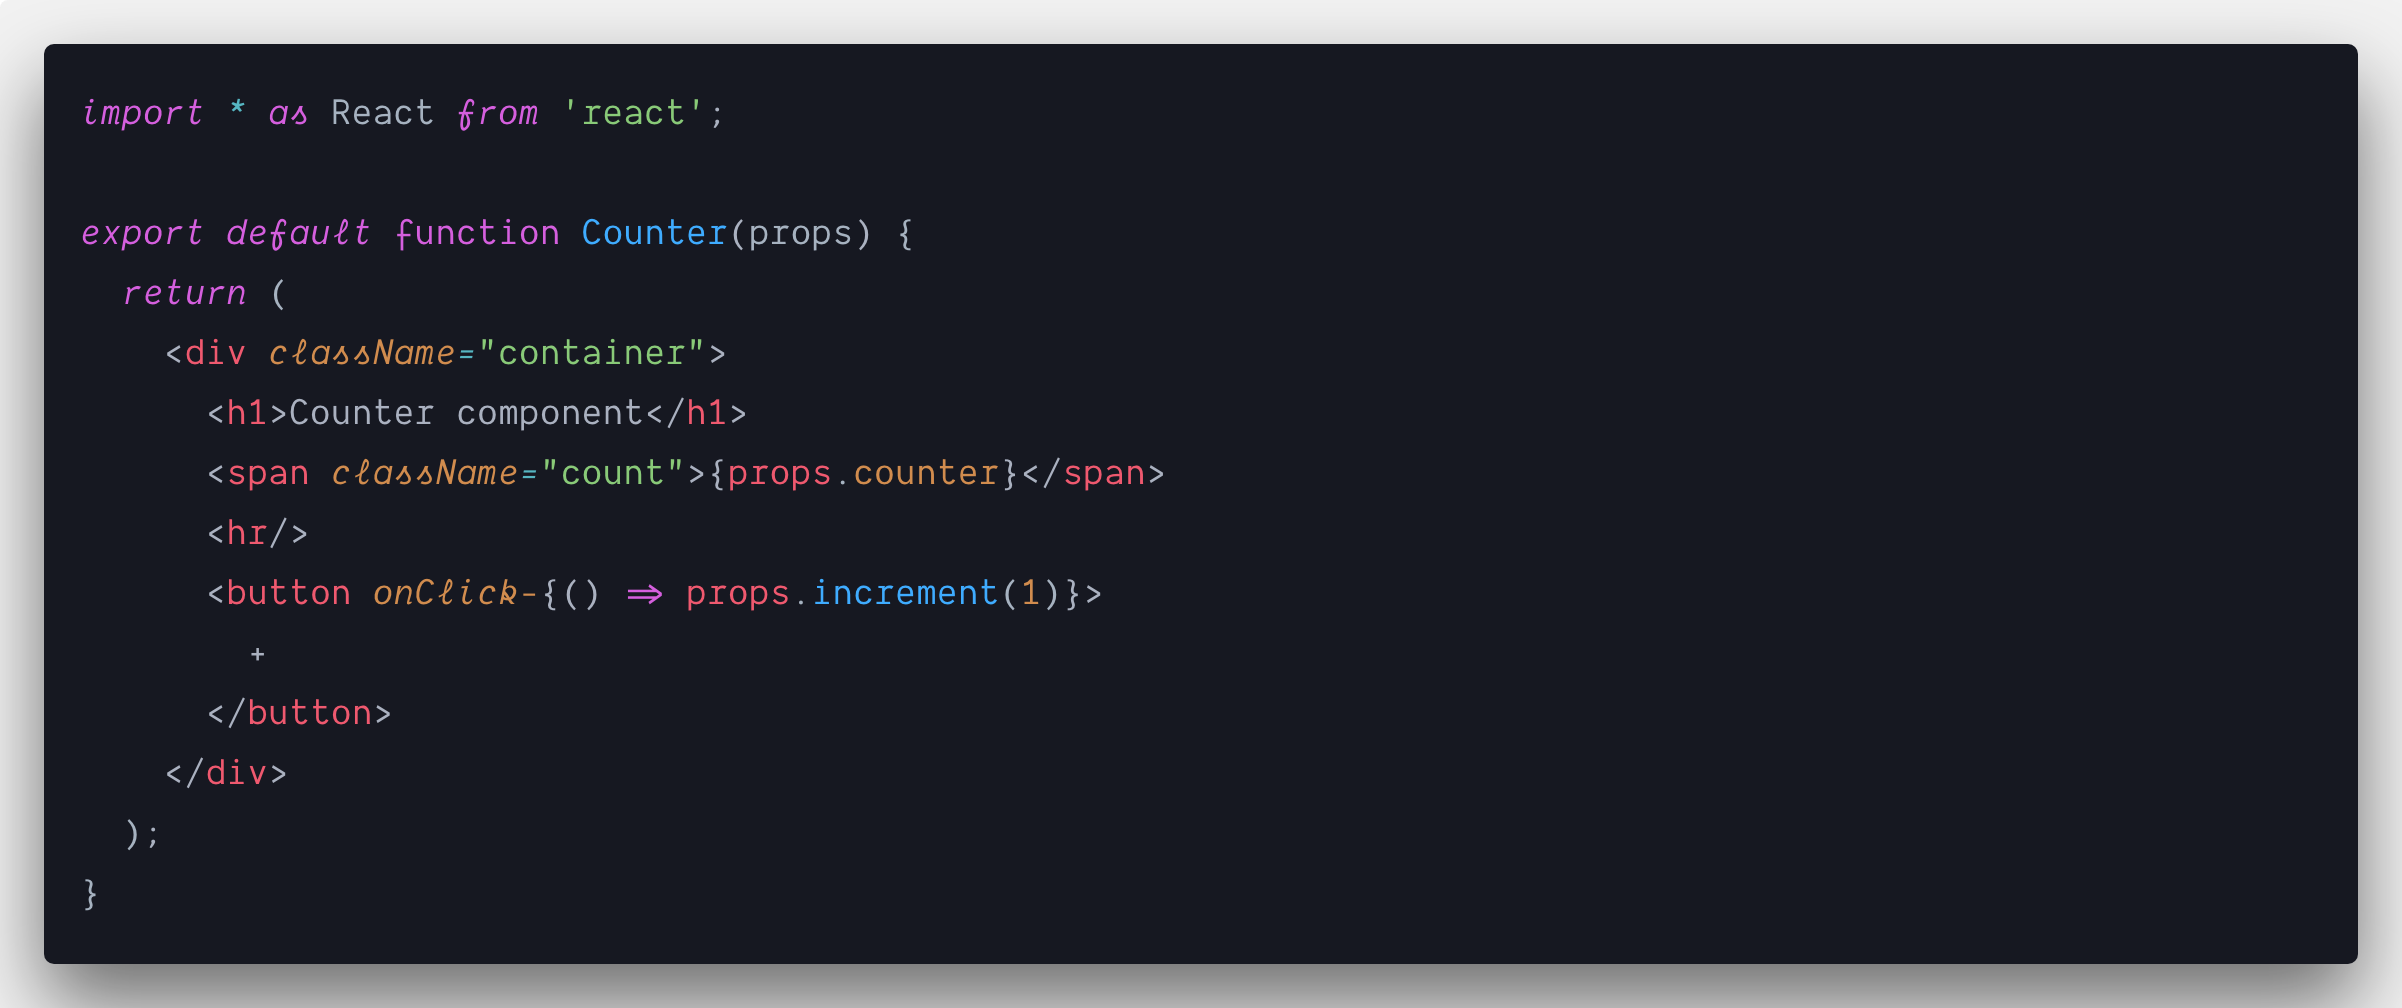 import * as React from 'react';

export default function Counter(props) {
  return (
    <div className="container">
      <h1>Counter component</h1>
      <span className="count">{props.counter}</span>
      <hr/>
      <button onClick-{() => props.increment(1)}>
        +
      </button>
    </div>
  );
}